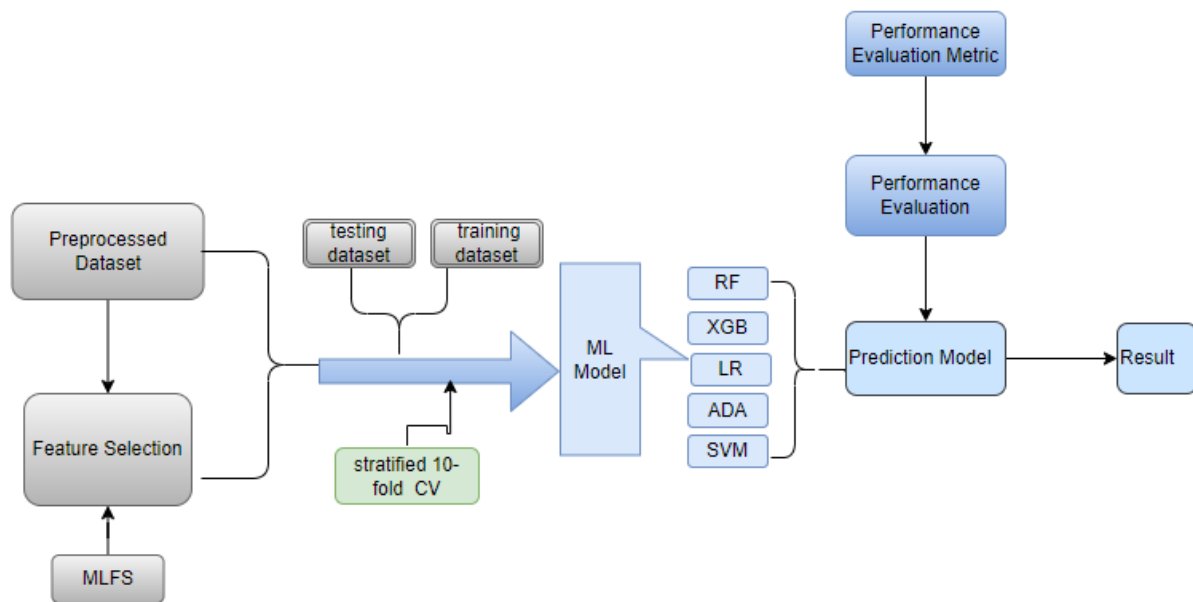 Performance
Evaluation Metric
Performance
Evaluation
Preprocessed
Dataset
testing
dataset
training
dataset
ML
Model
RF
XGB
LR
ADA
SVM
Prediction Model
Result
Feature Selection
stratified 10-
fold CV
MLFS